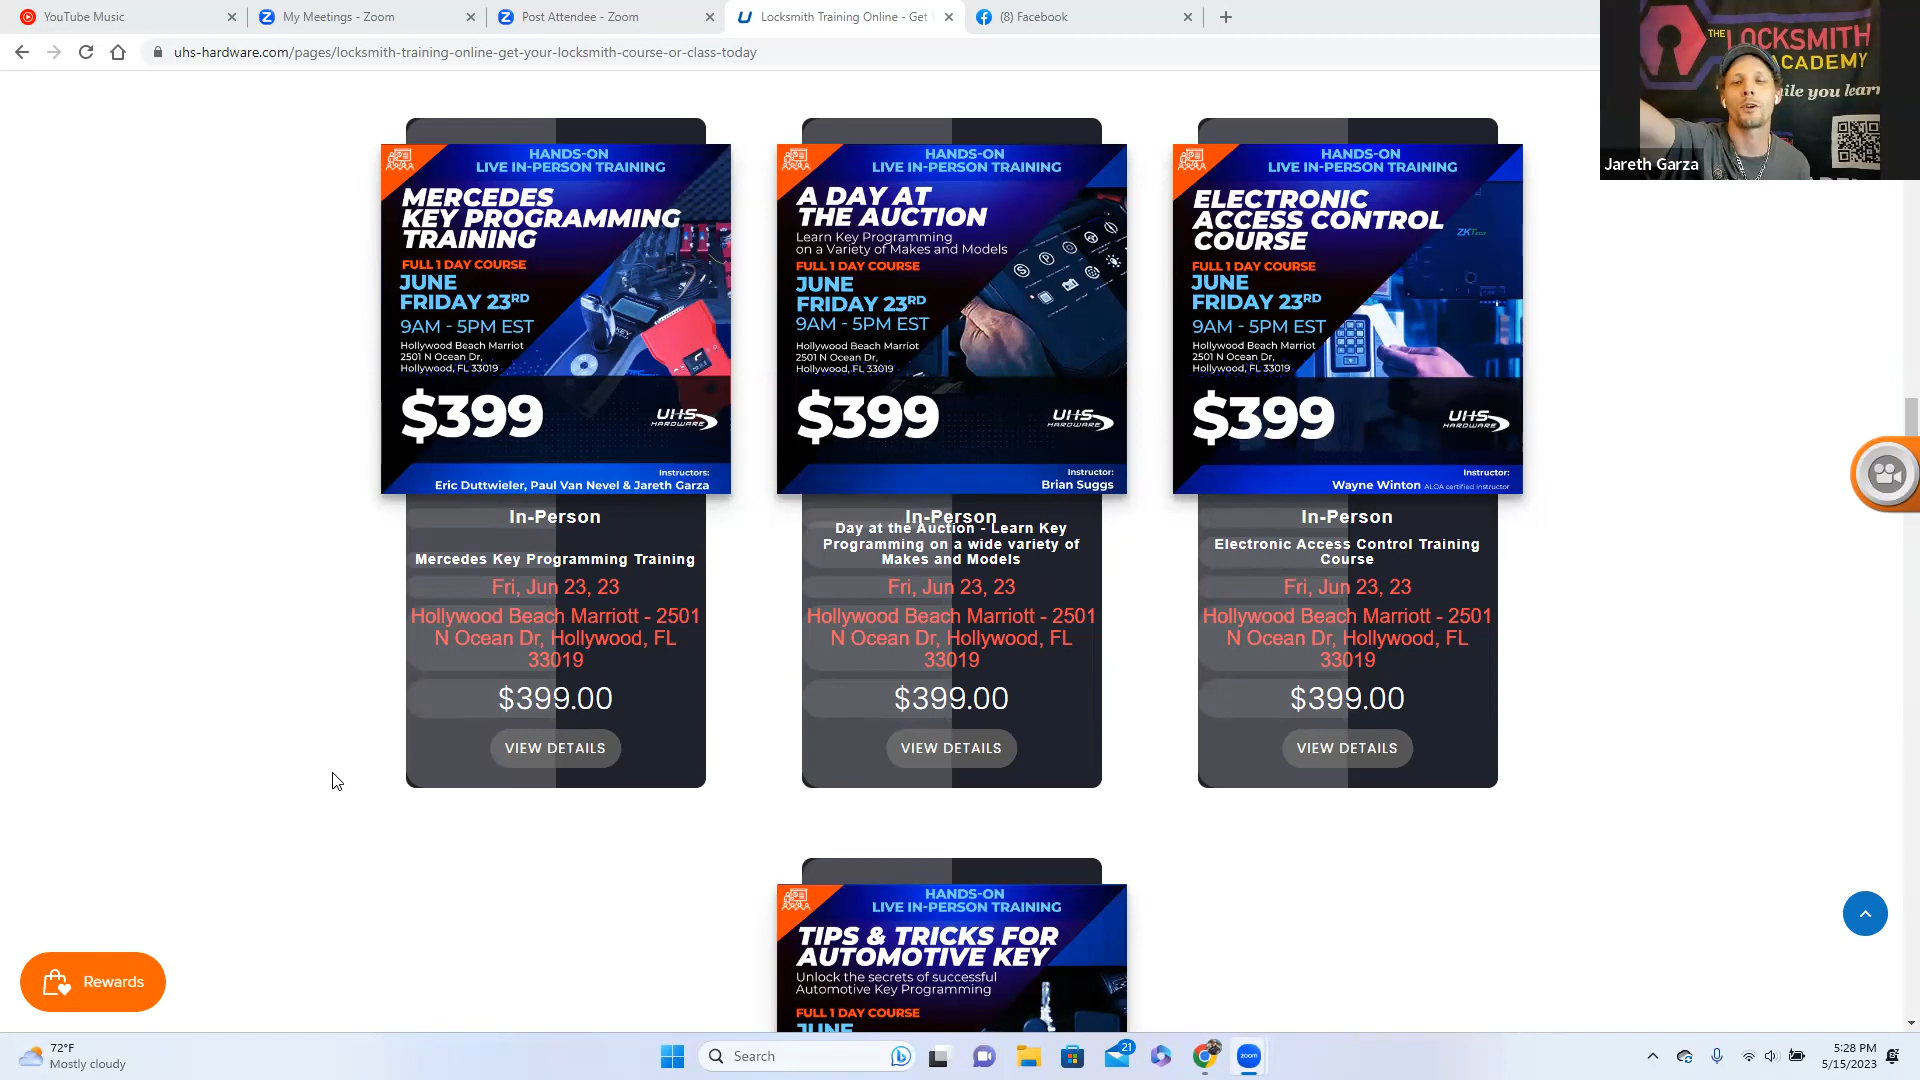 YouTube Music
My Meetings - Zoom
Post Attendee - Zoom
Locksmith Training Online - Get
(8) Facebook
uhs-hardware.com/pages/locksmith-training-online-get-your-locksmith-course-or-class-today
THE LOCKSMITH
ACADEMY
ile you learn
Jareth Garza
HANDS-ON
LIVE IN-PERSON TRAINING
MERCEDES
KEY PROGRAMMING
TRAINING
FULL 1 DAY COURSE
JUNE
FRIDAY 23RD
9AM - 5PM EST
Hollywood Beach Marriot
2501 N Ocean Dr,
Hollywood, FL 33019
$399
UHS
HARDWARE
Instructors:
Eric Duttwieler, Paul Van Nevel & Jareth Garza
In-Person
Mercedes Key Programming Training
Fri, Jun 23, 23
Hollywood Beach Marriott - 2501
N Ocean Dr, Hollywood, FL
33019
$399.00
VIEW DETAILS
HANDS-ON
LIVE IN-PERSON TRAINING
A DAY AT
THE AUCTION
Learn Key Programming
on a Variety of Makes and Models
FULL 1 DAY COURSE
JUNE
FRIDAY 23RD
9AM - 5PM EST
Hollywood Beach Marriot
2501 N Ocean Dr,
Hollywood, FL 33019
$399
UHS
HARDWARE
Instructor:
Brian Suggs
In-Person
Day at the Auction - Learn Key
Programming on a wide variety of
Makes and Models
Fri, Jun 23, 23
Hollywood Beach Marriott - 2501
N Ocean Dr, Hollywood, FL
33019
$399.00
VIEW DETAILS
HANDS-ON
LIVE IN-PERSON TRAINING
ELECTRONIC
ACCESS CONTROL
COURSE
ZKTeco
FULL 1 DAY COURSE
JUNE
FRIDAY 23RD
9AM - 5PM EST
Hollywood Beach Marriot
2501 N Ocean Dr,
Hollywood, FL 33019
$399
UHS
HARDWARE
Instructor:
Wayne Winton ALOA certified instructor
In-Person
Electronic Access Control Training
Course
Fri, Jun 23, 23
Hollywood Beach Marriott - 2501
N Ocean Dr, Hollywood, FL
33019
$399.00
VIEW DETAILS
HANDS-ON
LIVE IN-PERSON TRAINING
TIPS & TRICKS FOR
AUTOMOTIVE KEY
Unlock the secrets of successful
Automotive Key Programming
FULL 1 DAY COURSE
JUNE
Rewards
72°F
Mostly cloudy
Search
21
zoom
5:28 PM
5/15/2023